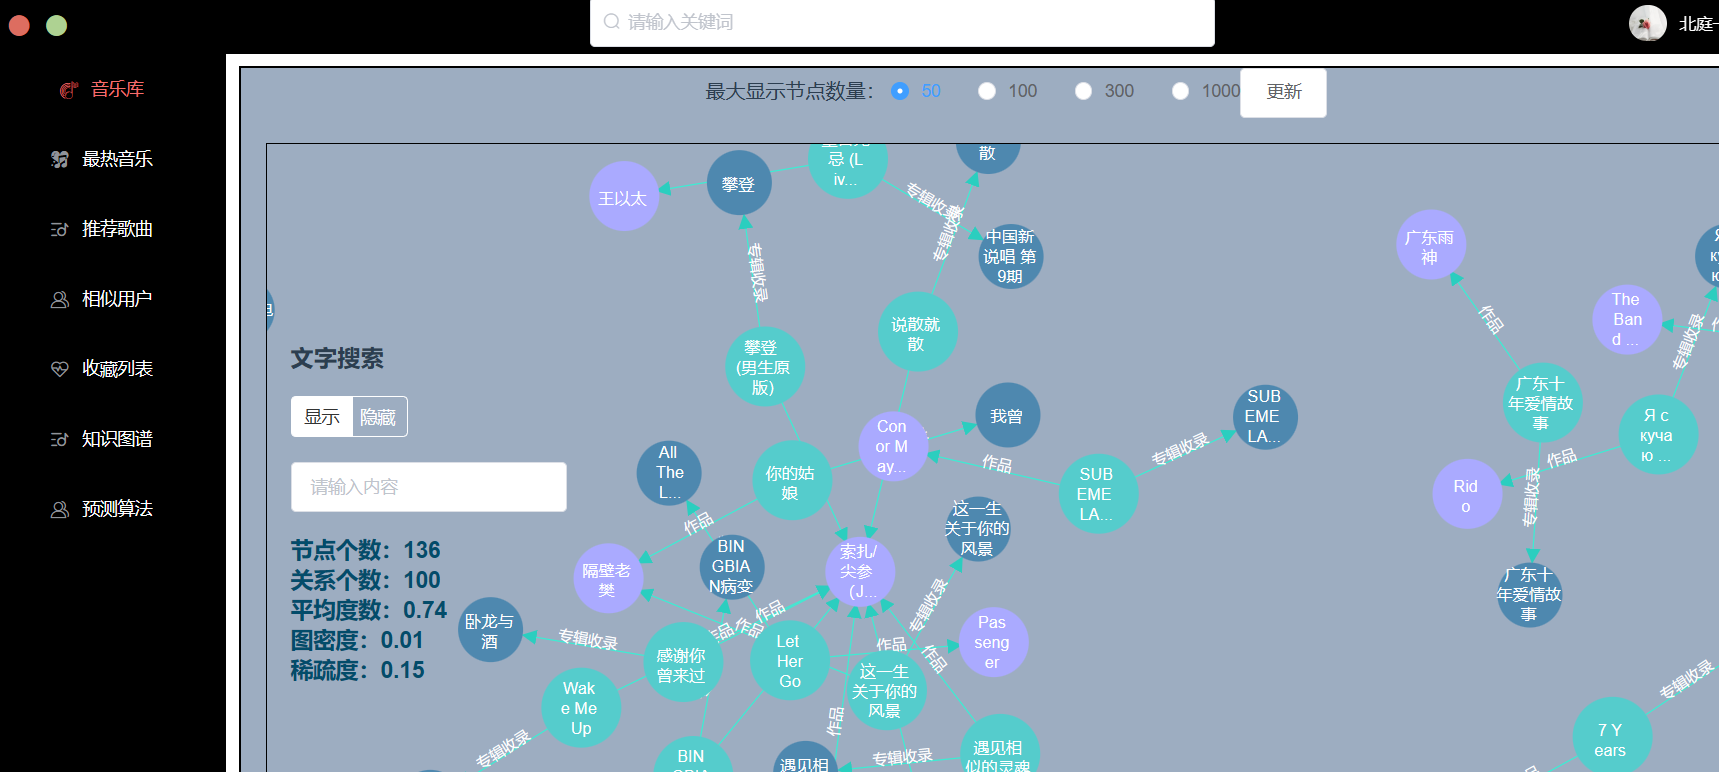 请输入关键词
北庭
音乐库
最热音乐
推荐歌曲
相似用户
收藏列表
知识图谱
预测算法
最大显示节点数量：
50
100
300
1000
更新
文字搜索
显示
隐藏
请输入内容
节点个数：136
关系个数：100
平均度数：0.74
图密度：0.01
稀疏度：0.15
王以太
攀登
忌 (L
iv...
散
专辑收录
专辑收录
中国新
说唱 第
9期
专辑收录
说散就
散
攀登
(男生原
版)
Con
or M
ay...
我曾
作品
SUB
EME
LA...
专辑收录
SUB
EME
LA...
All
The
L...
你的姑
娘
作品
这一生
关于你的
风景
隔壁老
樊
BIN
GBIA
N病变
索扎/
尖参
(J...
卧龙与
酒
专辑收录
作品
作品
作品
专辑收录
感谢你
曾来过
Let
Her
Go
作品
作品
Pas
seng
er
这一生
关于你的
风景
Wak
e Me
Up
专辑收录
作品
BIN
遇见相
专辑收录
遇见相
似的灵魂
广东雨
神
作品
The
Ban
d ...
专辑收录
广东十
年爱情故
事
Я с
куча
ю ...
作品
Rid
o
专辑收录
广东十
年爱情故
事
专辑收录
7 Y
ears